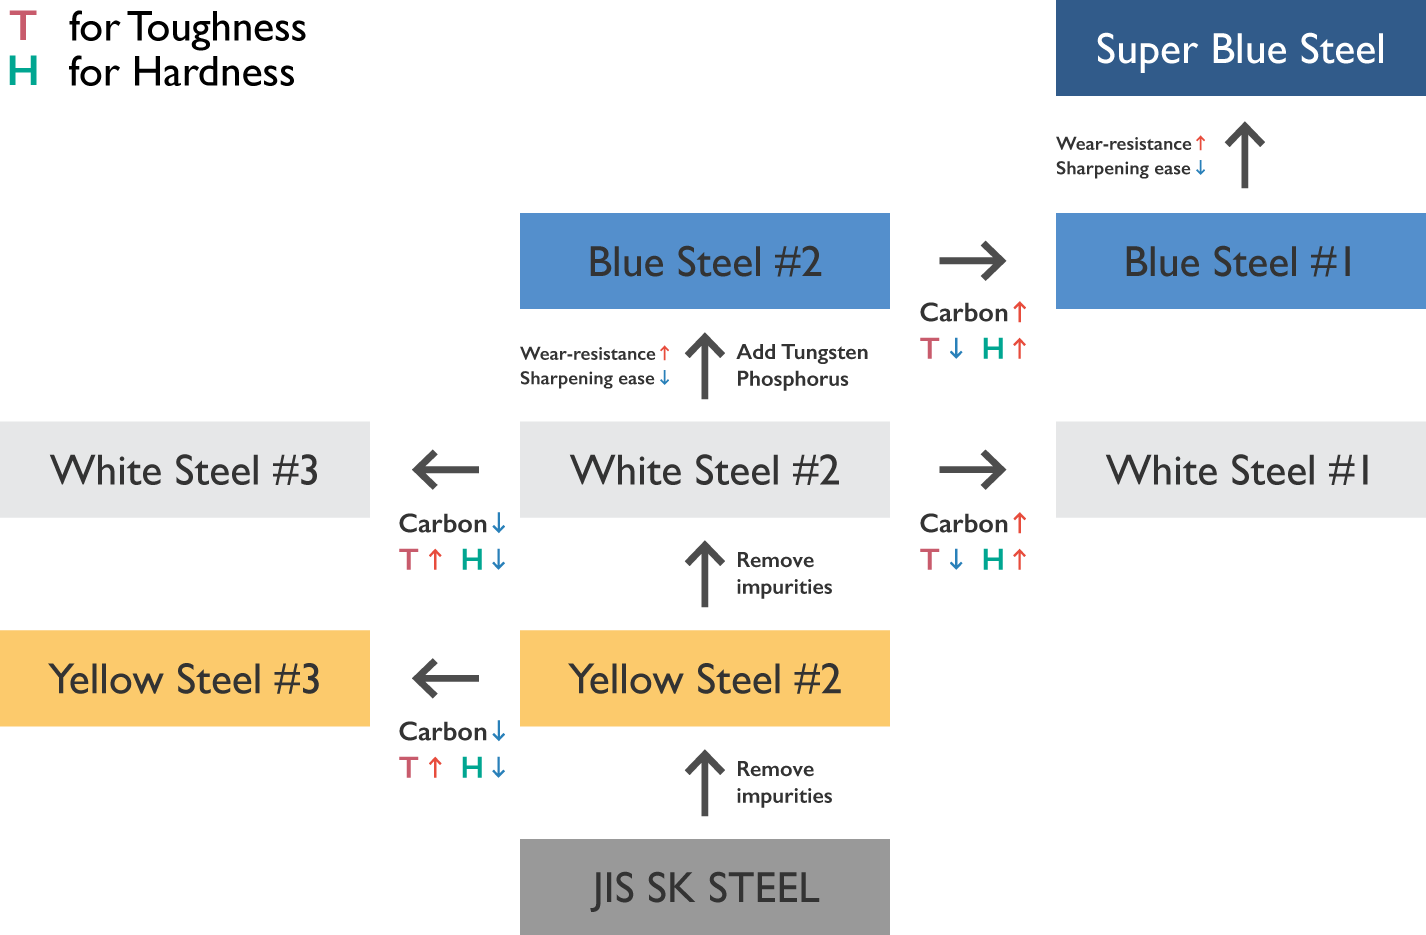 T for Toughness
H for Hardness
Super Blue Steel
Wear-resistance ↑
Sharpening ease ↓
Blue Steel #2
Blue Steel #1
Carbon ↑
T ↓ H ↑
Wear-resistance ↑
Sharpening ease ↓
Add Tungsten
Phosphorus
White Steel #3
White Steel #2
White Steel #1
Carbon ↓
T ↑ H ↓
Carbon ↑
T ↓ H ↑
Remove
impurities
Yellow Steel #3
Yellow Steel #2
Carbon ↓
T ↑ H ↓
Remove
impurities
JIS SK STEEL